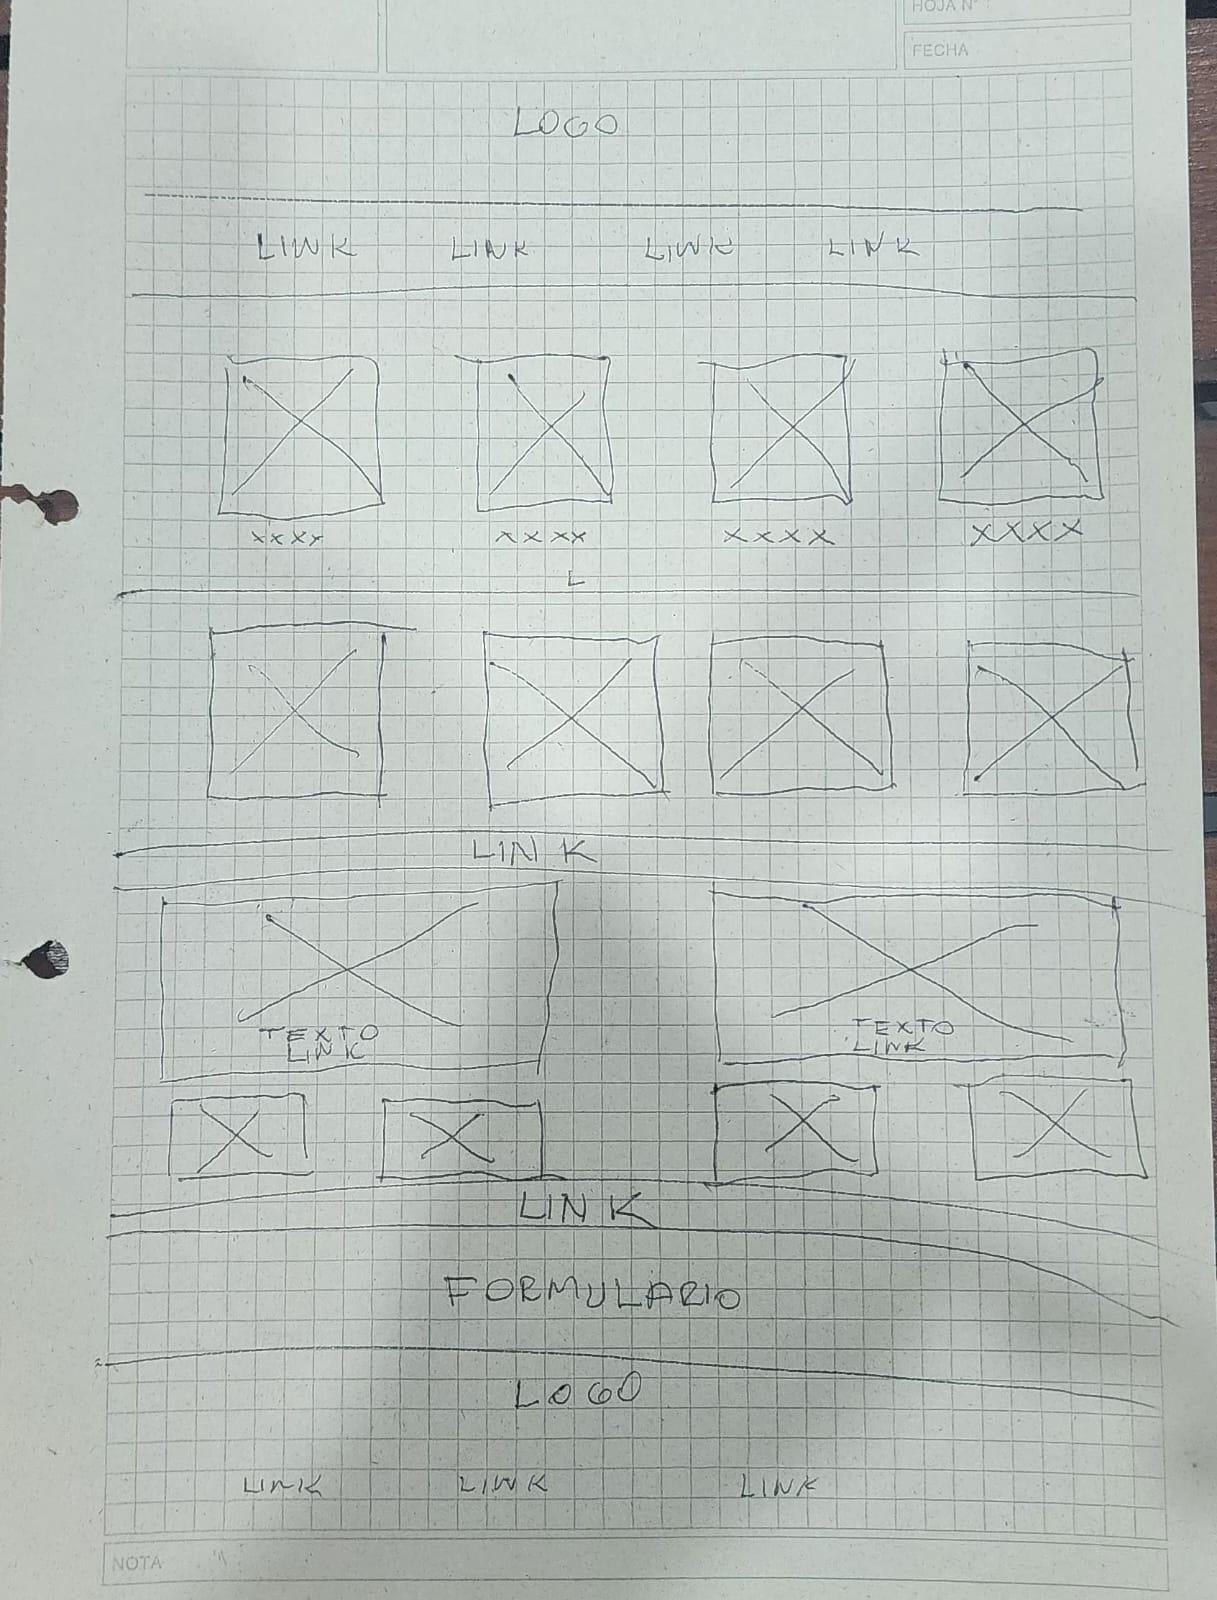 HOJA N°
FECHA
LOGO
LINK LINK LINK LINK
xxxx xxxx xxxx xxxx
L
LINK
TEXTO TEXTO
LINK LINK
LINK
FORMULARIO
LOGO
LINK LINK LINK
NOTA